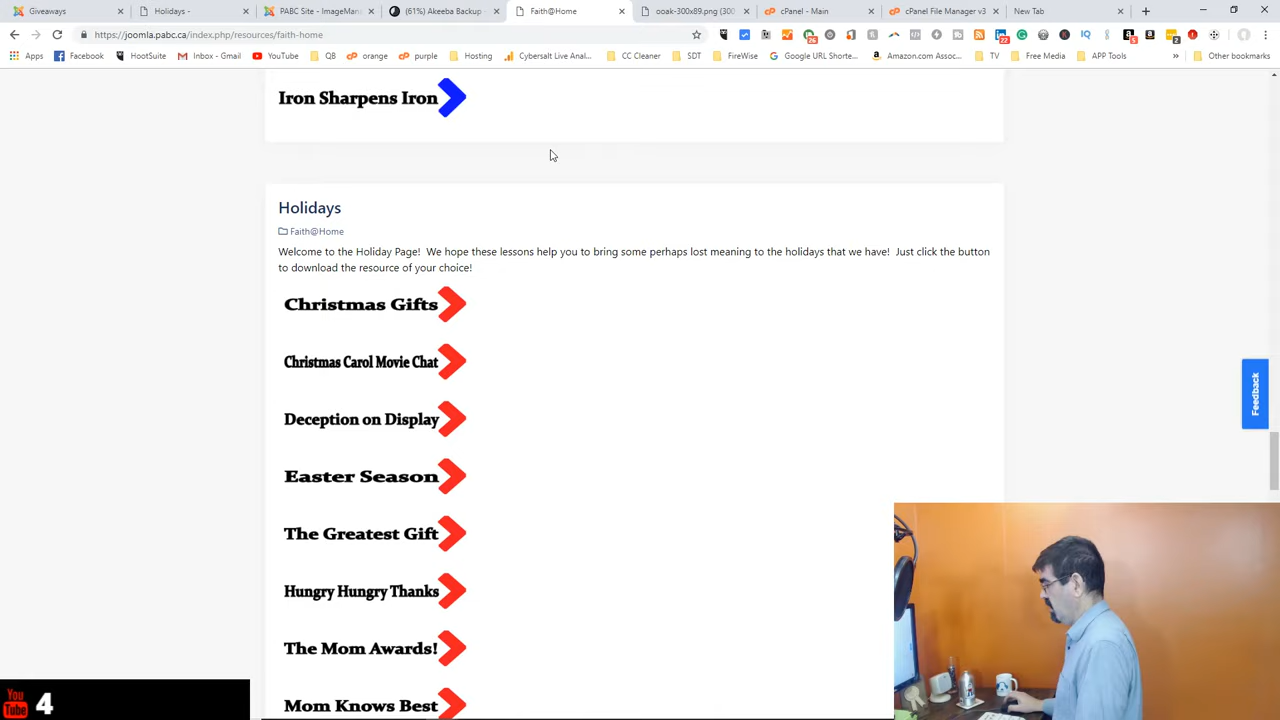 Giveaways
Holidays -
PABC Site - ImageMan
(61%) Akeeba Backup -
Faith@Home
ooak-300x89.png (300
cPanel - Main
cPanel File Manager v3
New Tab
https://joomla.pabc.ca/index.php/resources/faith-home
Apps
Facebook
HootSuite
Inbox - Gmail
YouTube
QB
orange
purple
Hosting
Cybersalt Live Anal...
CC Cleaner
SDT
FireWise
Google URL Shorte...
Amazon.com Assoc...
TV
Free Media
APP Tools
»
Other bookmarks
Iron Sharpens Iron
Holidays
Faith@Home
Welcome to the Holiday Page! We hope these lessons help you to bring some perhaps lost meaning to the holidays that we have! Just click the button
to download the resource of your choice!
Christmas Gifts
Christmas Carol Movie Chat
Deception on Display
Easter Season
The Greatest Gift
Hungry Hungry Thanks
The Mom Awards!
Mom Knows Best
Feedback
You
Tube
4